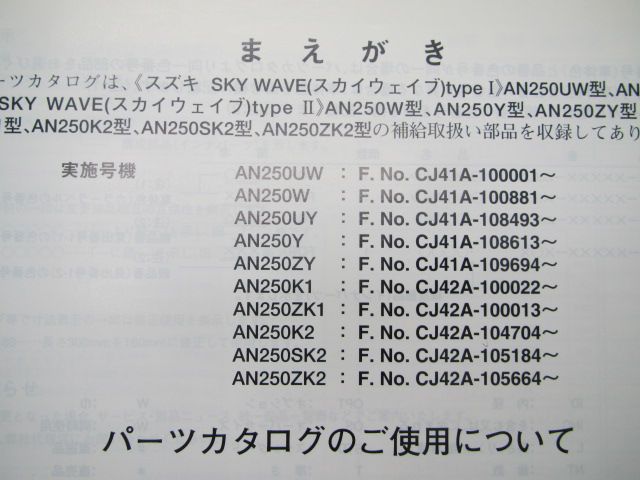 まえがき
ーツカタログは、《スズキ SKY WAVE(スカイウェイブ)type Ⅰ》AN250UW型、AN
SKY WAVE(スカイウェイブ)type Ⅱ》AN250W型、AN250Y型、AN250ZY型
型、AN250K2型、AN250SK2型、AN250ZK2型の補給取扱い部品を収録してあり
実施号機
AN250UW : F. No. CJ41A-100001～
AN250W : F. No. CJ41A-100881～
AN250UY : F. No. CJ41A-108493～
AN250Y : F. No. CJ41A-108613～
AN250ZY : F. No. CJ41A-109694～
AN250K1 : F. No. CJ42A-100022～
AN250ZK1 : F. No. CJ42A-100013～
AN250K2 : F. No. CJ42A-104704～
AN250SK2 : F. No. CJ42A-105184～
AN250ZK2 : F. No. CJ42A-105664～
パーツカタログのご使用について